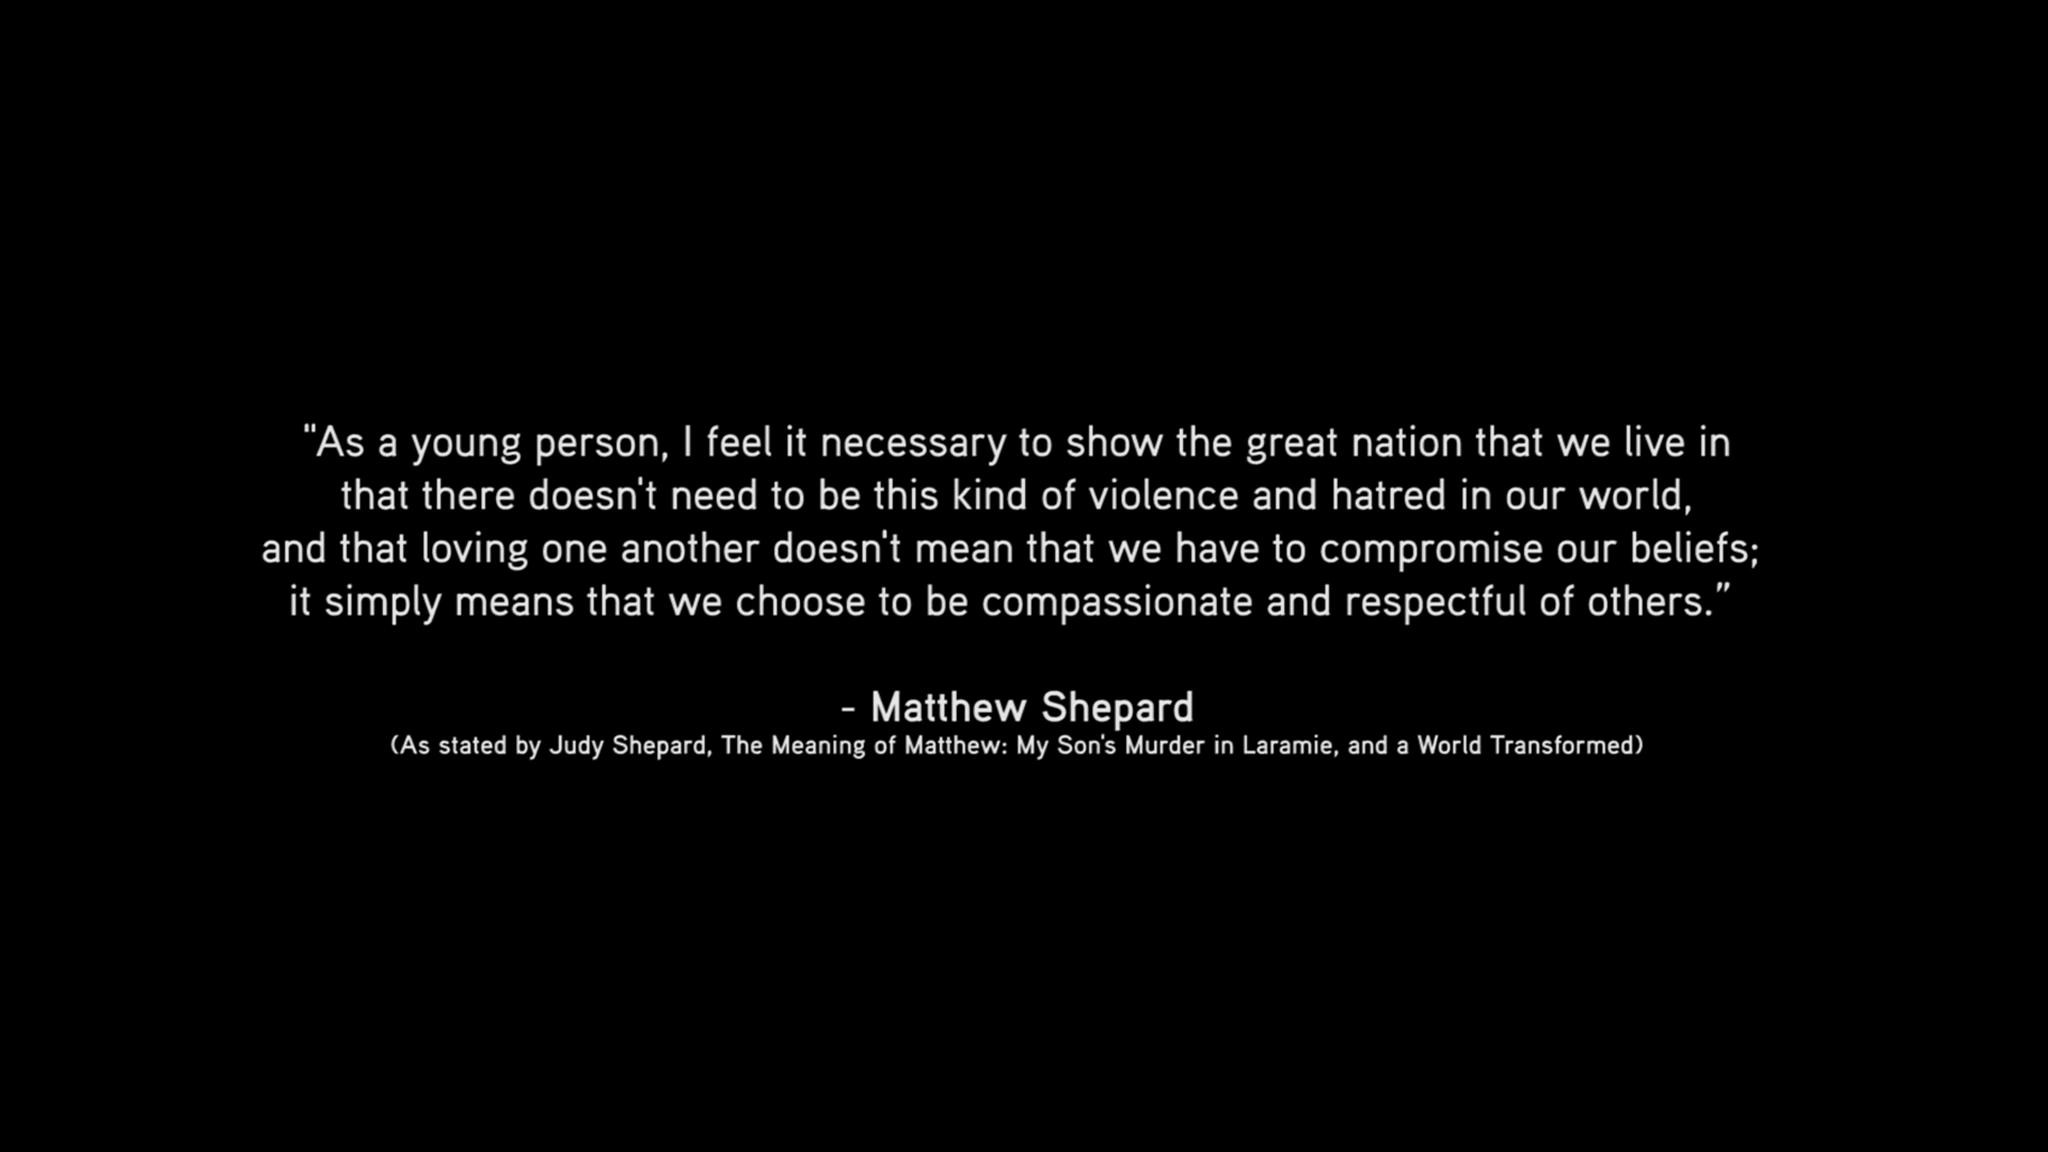 "As a young person, I feel it necessary to show the great nation that we live in
that there doesn't need to be this kind of violence and hatred in our world,
and that loving one another doesn't mean that we have to compromise our beliefs;
it simply means that we choose to be compassionate and respectful of others.”
- Matthew Shepard
(As stated by Judy Shepard, The Meaning of Matthew: My Son's Murder in Laramie, and a World Transformed)